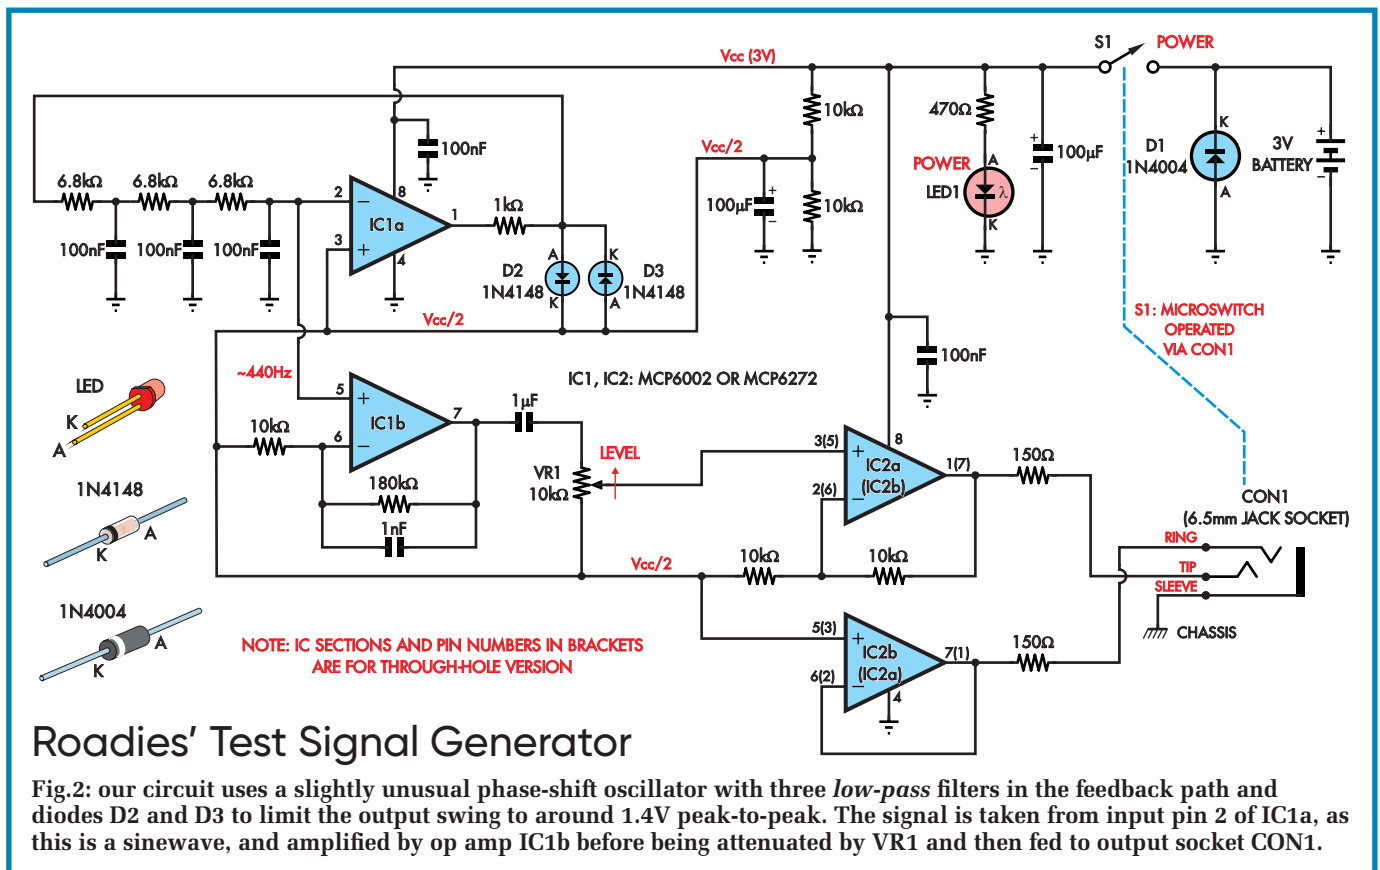 Vcc (3V)
S1
POWER
10kΩ
470Ω
100nF
Vcc/2
POWER
A
LED1
λ
K
+
100µF
−
K
D1
1N4004
A
3V
BATTERY
+
−
6.8kΩ
6.8kΩ
6.8kΩ
2
−
8
IC1a
1
3
+
4
1kΩ
100µF
+
−
10kΩ
100nF
100nF
100nF
A
D2
1N4148
K
K
D3
1N4148
A
Vcc/2
S1: MICROSWITCH
OPERATED
VIA CON1
~440Hz
100nF
IC1, IC2: MCP6002 OR MCP6272
LED
K
A
5
+
IC1b
7
6
−
10kΩ
1µF
180kΩ
1nF
VR1
10kΩ
LEVEL
3(5)
+
8
IC2a
(IC2b)
1(7)
2(6)
−
150Ω
CON1
(6.5mm JACK SOCKET)
1N4148
K
A
RING
TIP
SLEEVE
CHASSIS
Vcc/2
10kΩ
10kΩ
1N4004
K
A
5(3)
+
IC2b
(IC2a)
7(1)
6(2)
−
4
150Ω
NOTE: IC SECTIONS AND PIN NUMBERS IN BRACKETS
ARE FOR THROUGH-HOLE VERSION
Roadies’ Test Signal Generator
Fig.2: our circuit uses a slightly unusual phase-shift oscillator with three low-pass filters in the feedback path and
diodes D2 and D3 to limit the output swing to around 1.4V peak-to-peak. The signal is taken from input pin 2 of IC1a, as
this is a sinewave, and amplified by op amp IC1b before being attenuated by VR1 and then fed to output socket CON1.